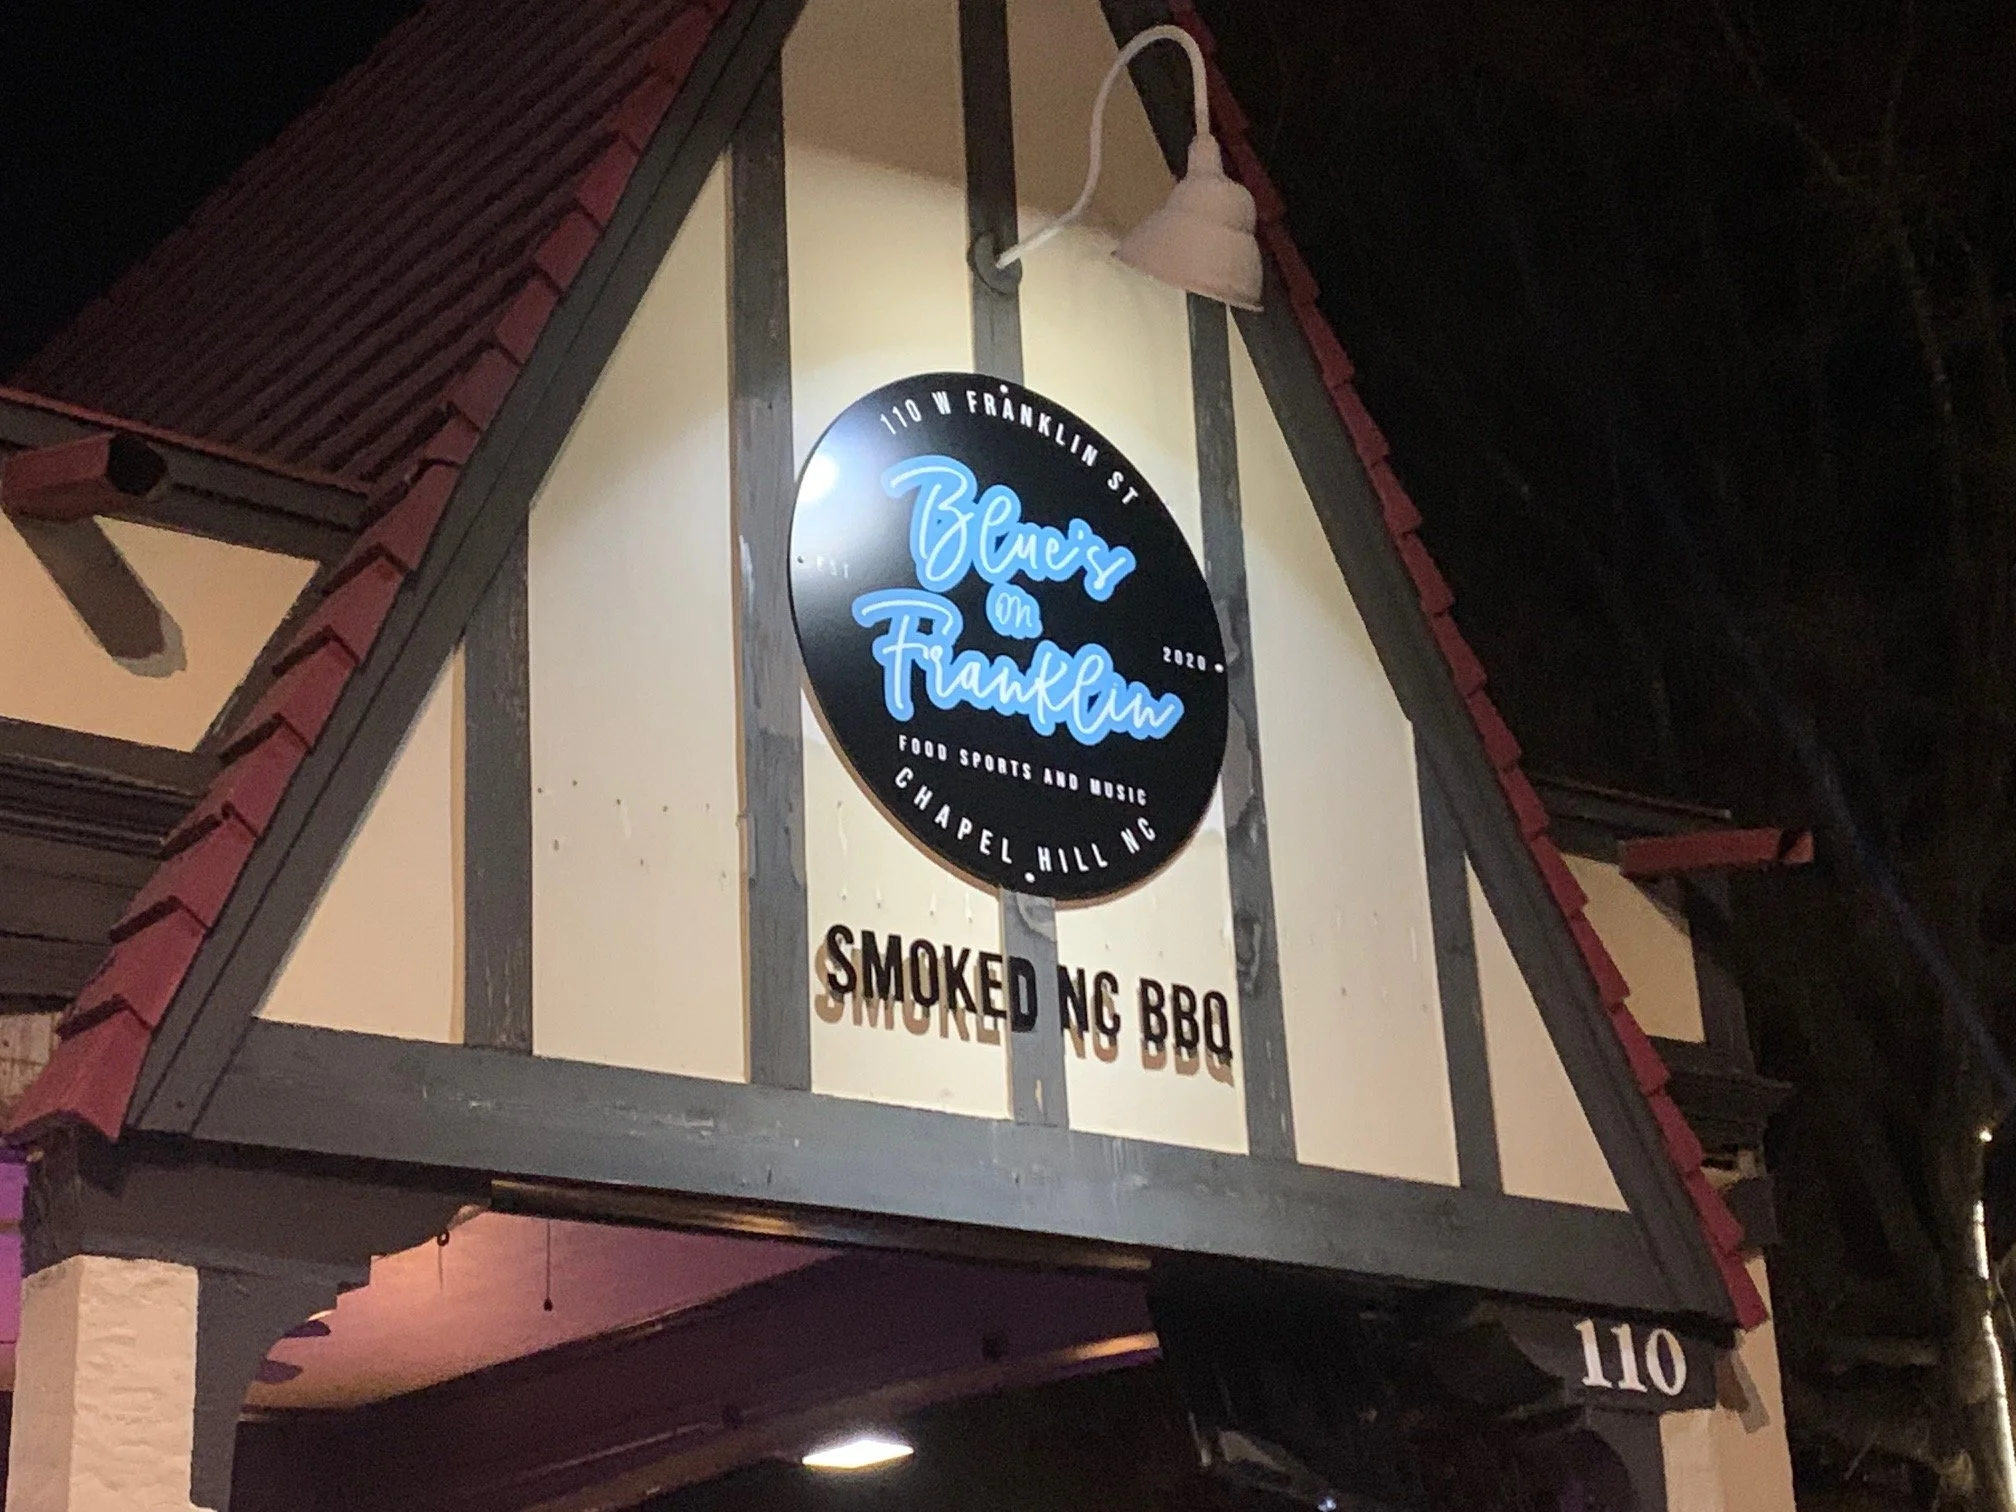 110 W FRANKLIN ST
Blue's
on
Franklin
EST
2020
FOOD SPORTS AND MUSIC
CHAPEL HILL NC
SMOKED NC BBQ
110